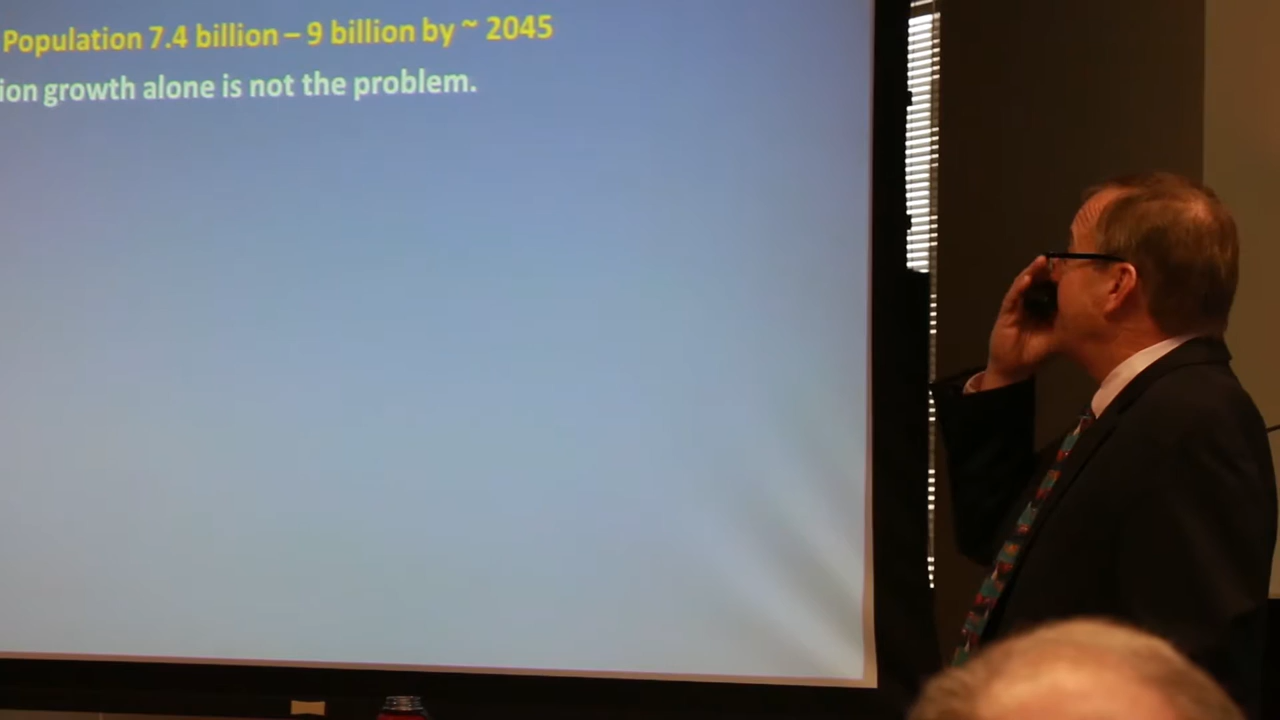 Population 7.4 billion – 9 billion by ~ 2045
ion growth alone is not the problem.